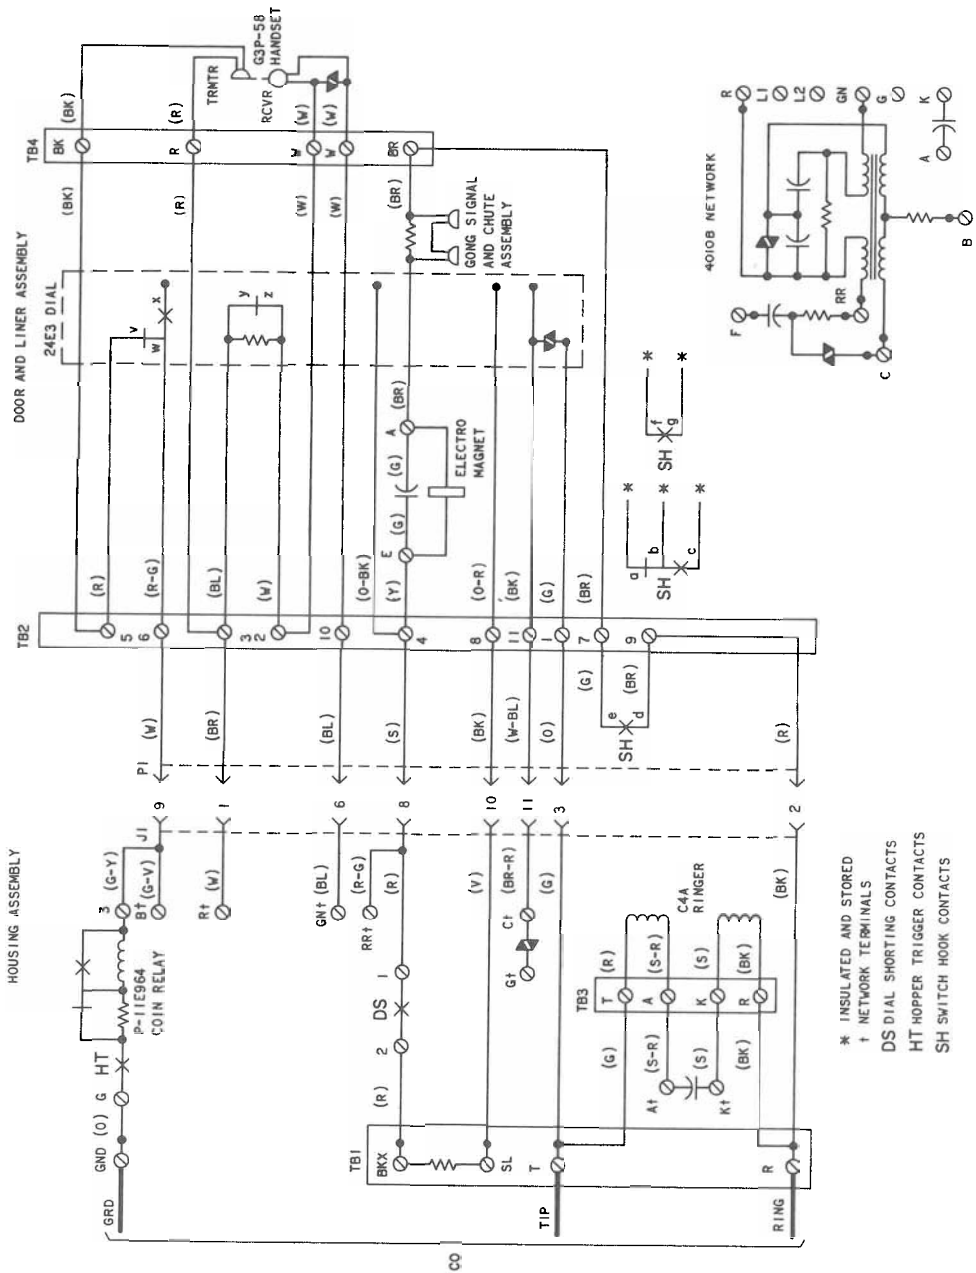 HOUSING ASSEMBLY
DOOR AND LINER ASSEMBLY
GRD
GND (O)
G
HT
P-11E964
COIN RELAY
3
(G-Y)
B†
(G-V)
J1
9
P1
(W)
6
5
(R-G)
(R)
TB2
24E3 DIAL
V
W
X
(BK)
TB4
BK
(BK)
TRMTR
G3P-58
HANDSET
RCVR
R†
(W)
1
(BR)
3
2
(BL)
(W)
y
z
(R)
R
(R)
(W)
W
(W)
(W)
W
(W)
GN†
(BL)
6
(BL)
10
(O-BK)
RR†
(R-G)
(R)
8
(S)
4
(Y)
E
(G)
(G)
A
(BR)
ELECTRO
MAGNET
GONG SIGNAL
AND CHUTE
ASSEMBLY
(BR)
BR
CO
TB1
BKX
(R)
2
DS
1
SL
(V)
10
(BK)
8
(O-R)
G†
C†
(BR-R)
11
(W-BL)
11
(BK)
TIP
T
(G)
3
(O)
1
(G)
(G)
7
(BR)
SH
e
d
(BR)
9
(G)
TB3
T
(R)
C4A
RINGER
A†
(S-R)
A
(S-R)
K†
(S)
K
(S)
(BK)
R
(BK)
RING
R
(BK)
2
(R)
SH
a
b
c
*
*
*
SH
f
g
*
*
4010B NETWORK
R
L1
L2
GN
G
K
A
F
RR
C
B
* INSULATED AND STORED
† NETWORK TERMINALS
DS DIAL SHORTING CONTACTS
HT HOPPER TRIGGER CONTACTS
SH SWITCH HOOK CONTACTS